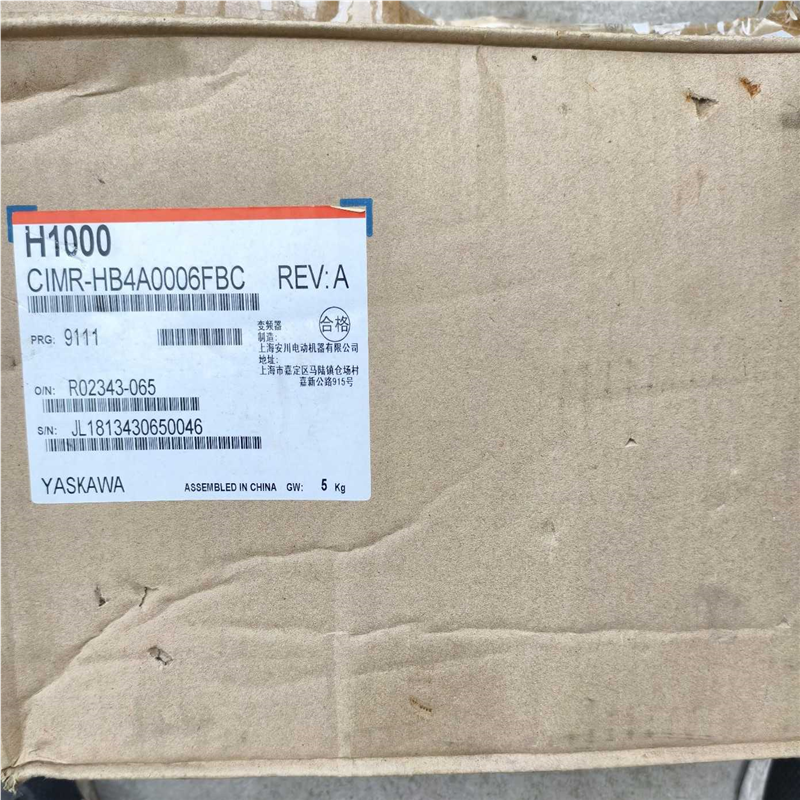 H1000
CIMR-HB4A0006FBC REV: A
PRG: 9111
变频器
合格
制造:
上海安川电动机器有限公司
地址:
上海市嘉定区马陆镇仓场村
嘉新公路915号
O/N: R02343-065
S/N: JL1813430650046
YASKAWA ASSEMBLED IN CHINA GW: 5 Kg